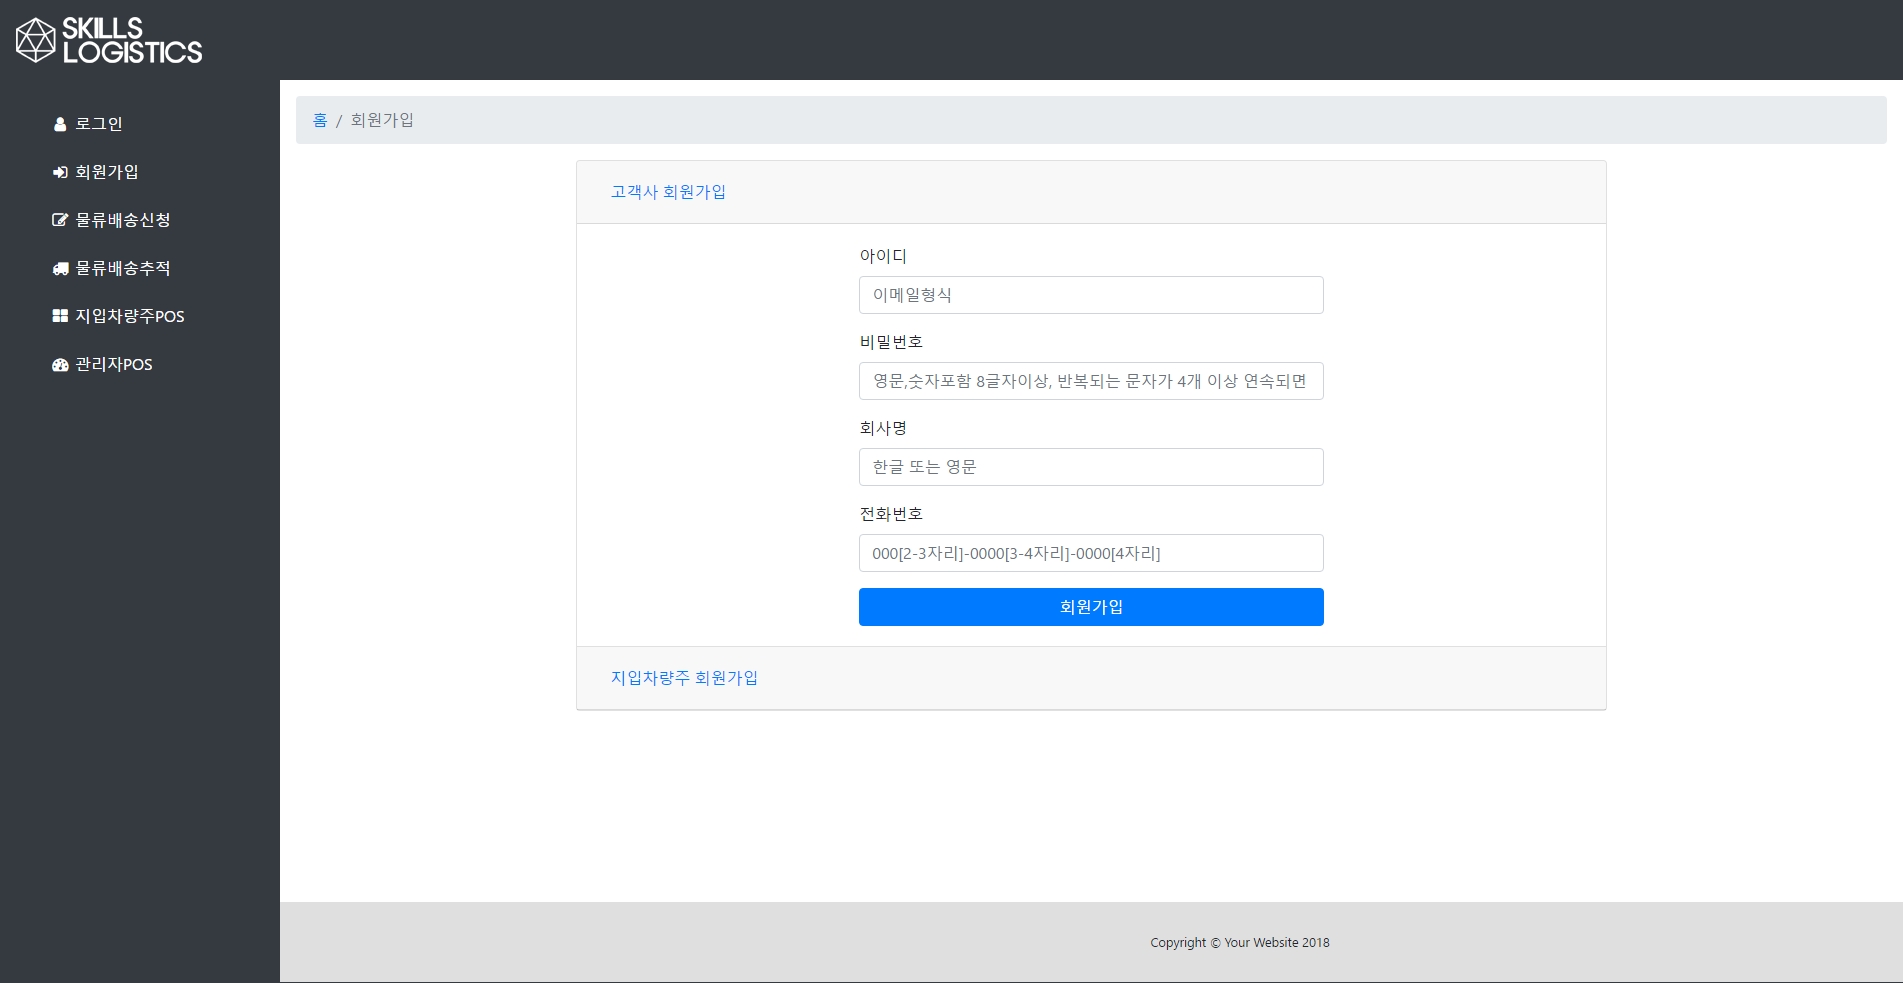 SKILLS
LOGISTICS
로그인
회원가입
물류배송신청
물류배송추적
지입차량주POS
관리자POS
홈 / 회원가입
고객사 회원가입
아이디
이메일형식
비밀번호
영문,숫자포함 8글자이상, 반복되는 문자가 4개 이상 연속되면
회사명
한글 또는 영문
전화번호
000[2-3자리]-0000[3-4자리]-0000[4자리]
회원가입
지입차량주 회원가입
Copyright © Your Website 2018